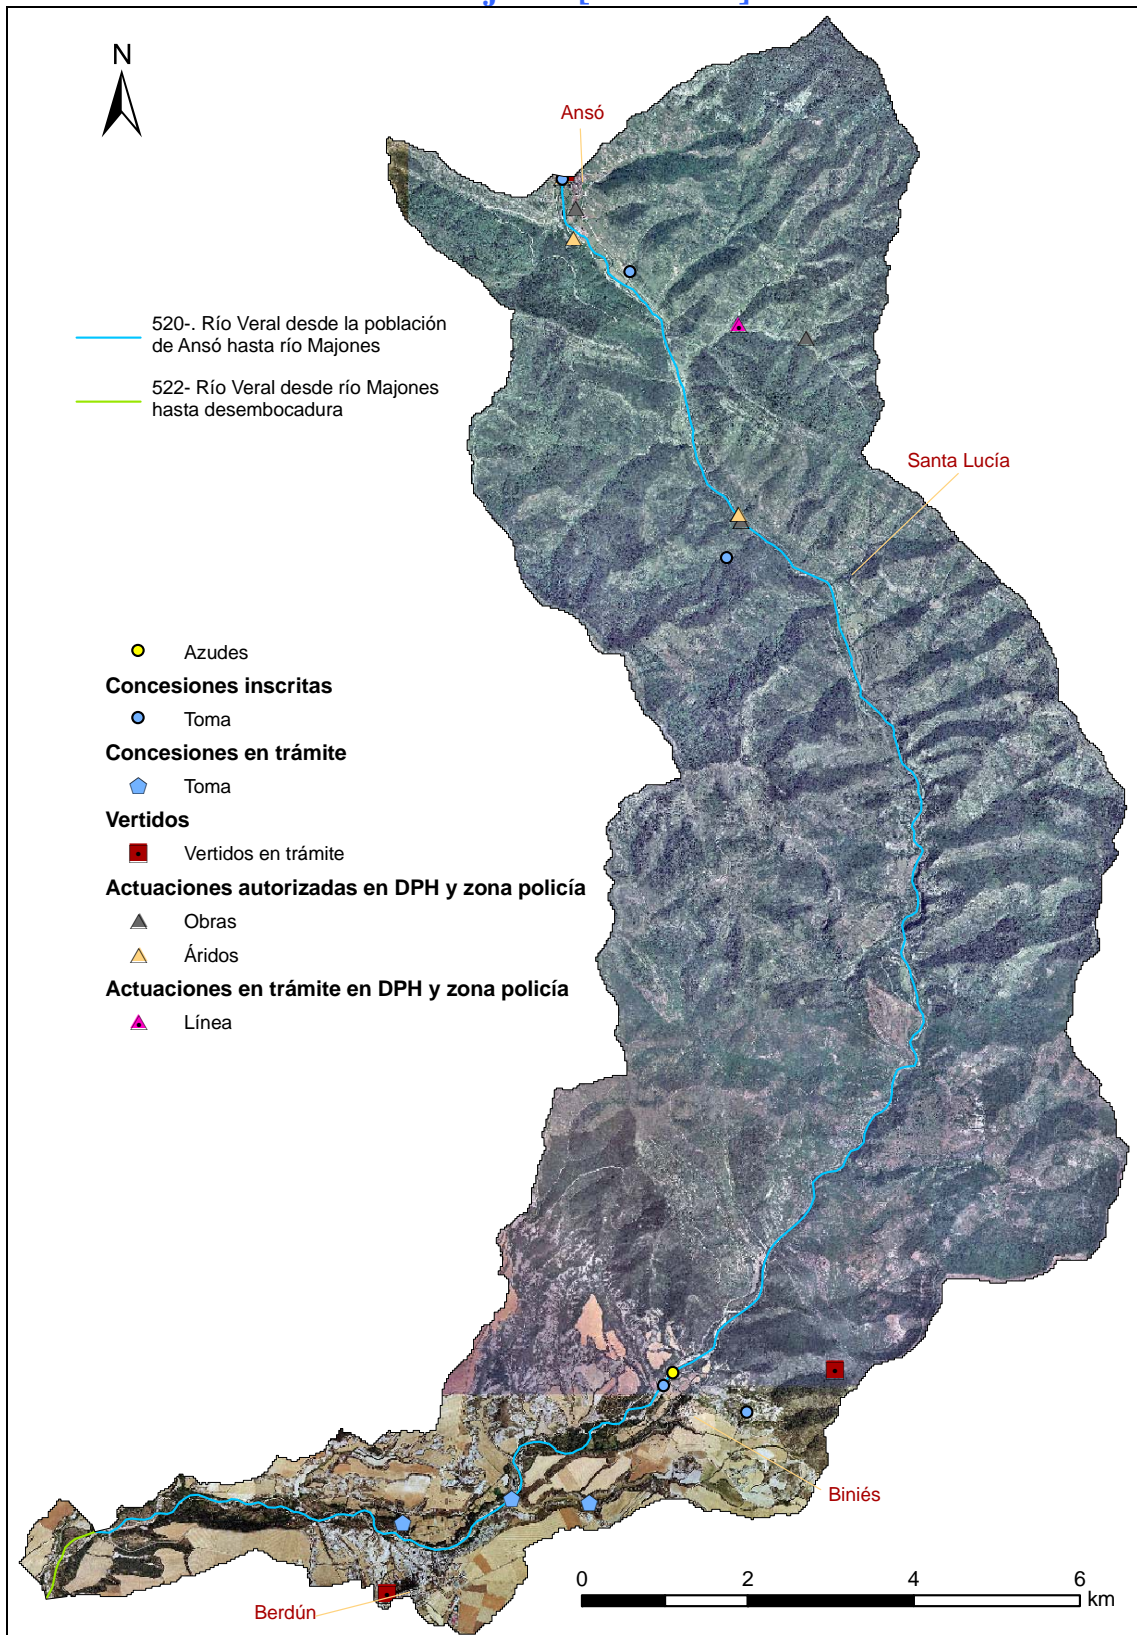 N
Ansó
520-. Río Veral desde la población
de Ansó hasta río Majones
522- Río Veral desde río Majones
hasta desembocadura
Santa Lucía
Azudes
Concesiones inscritas
Toma
Concesiones en trámite
Toma
Vertidos
Vertidos en trámite
Actuaciones autorizadas en DPH y zona policía
Obras
Áridos
Actuaciones en trámite en DPH y zona policía
Línea
Biniés
Berdún
0 2 4 6
km